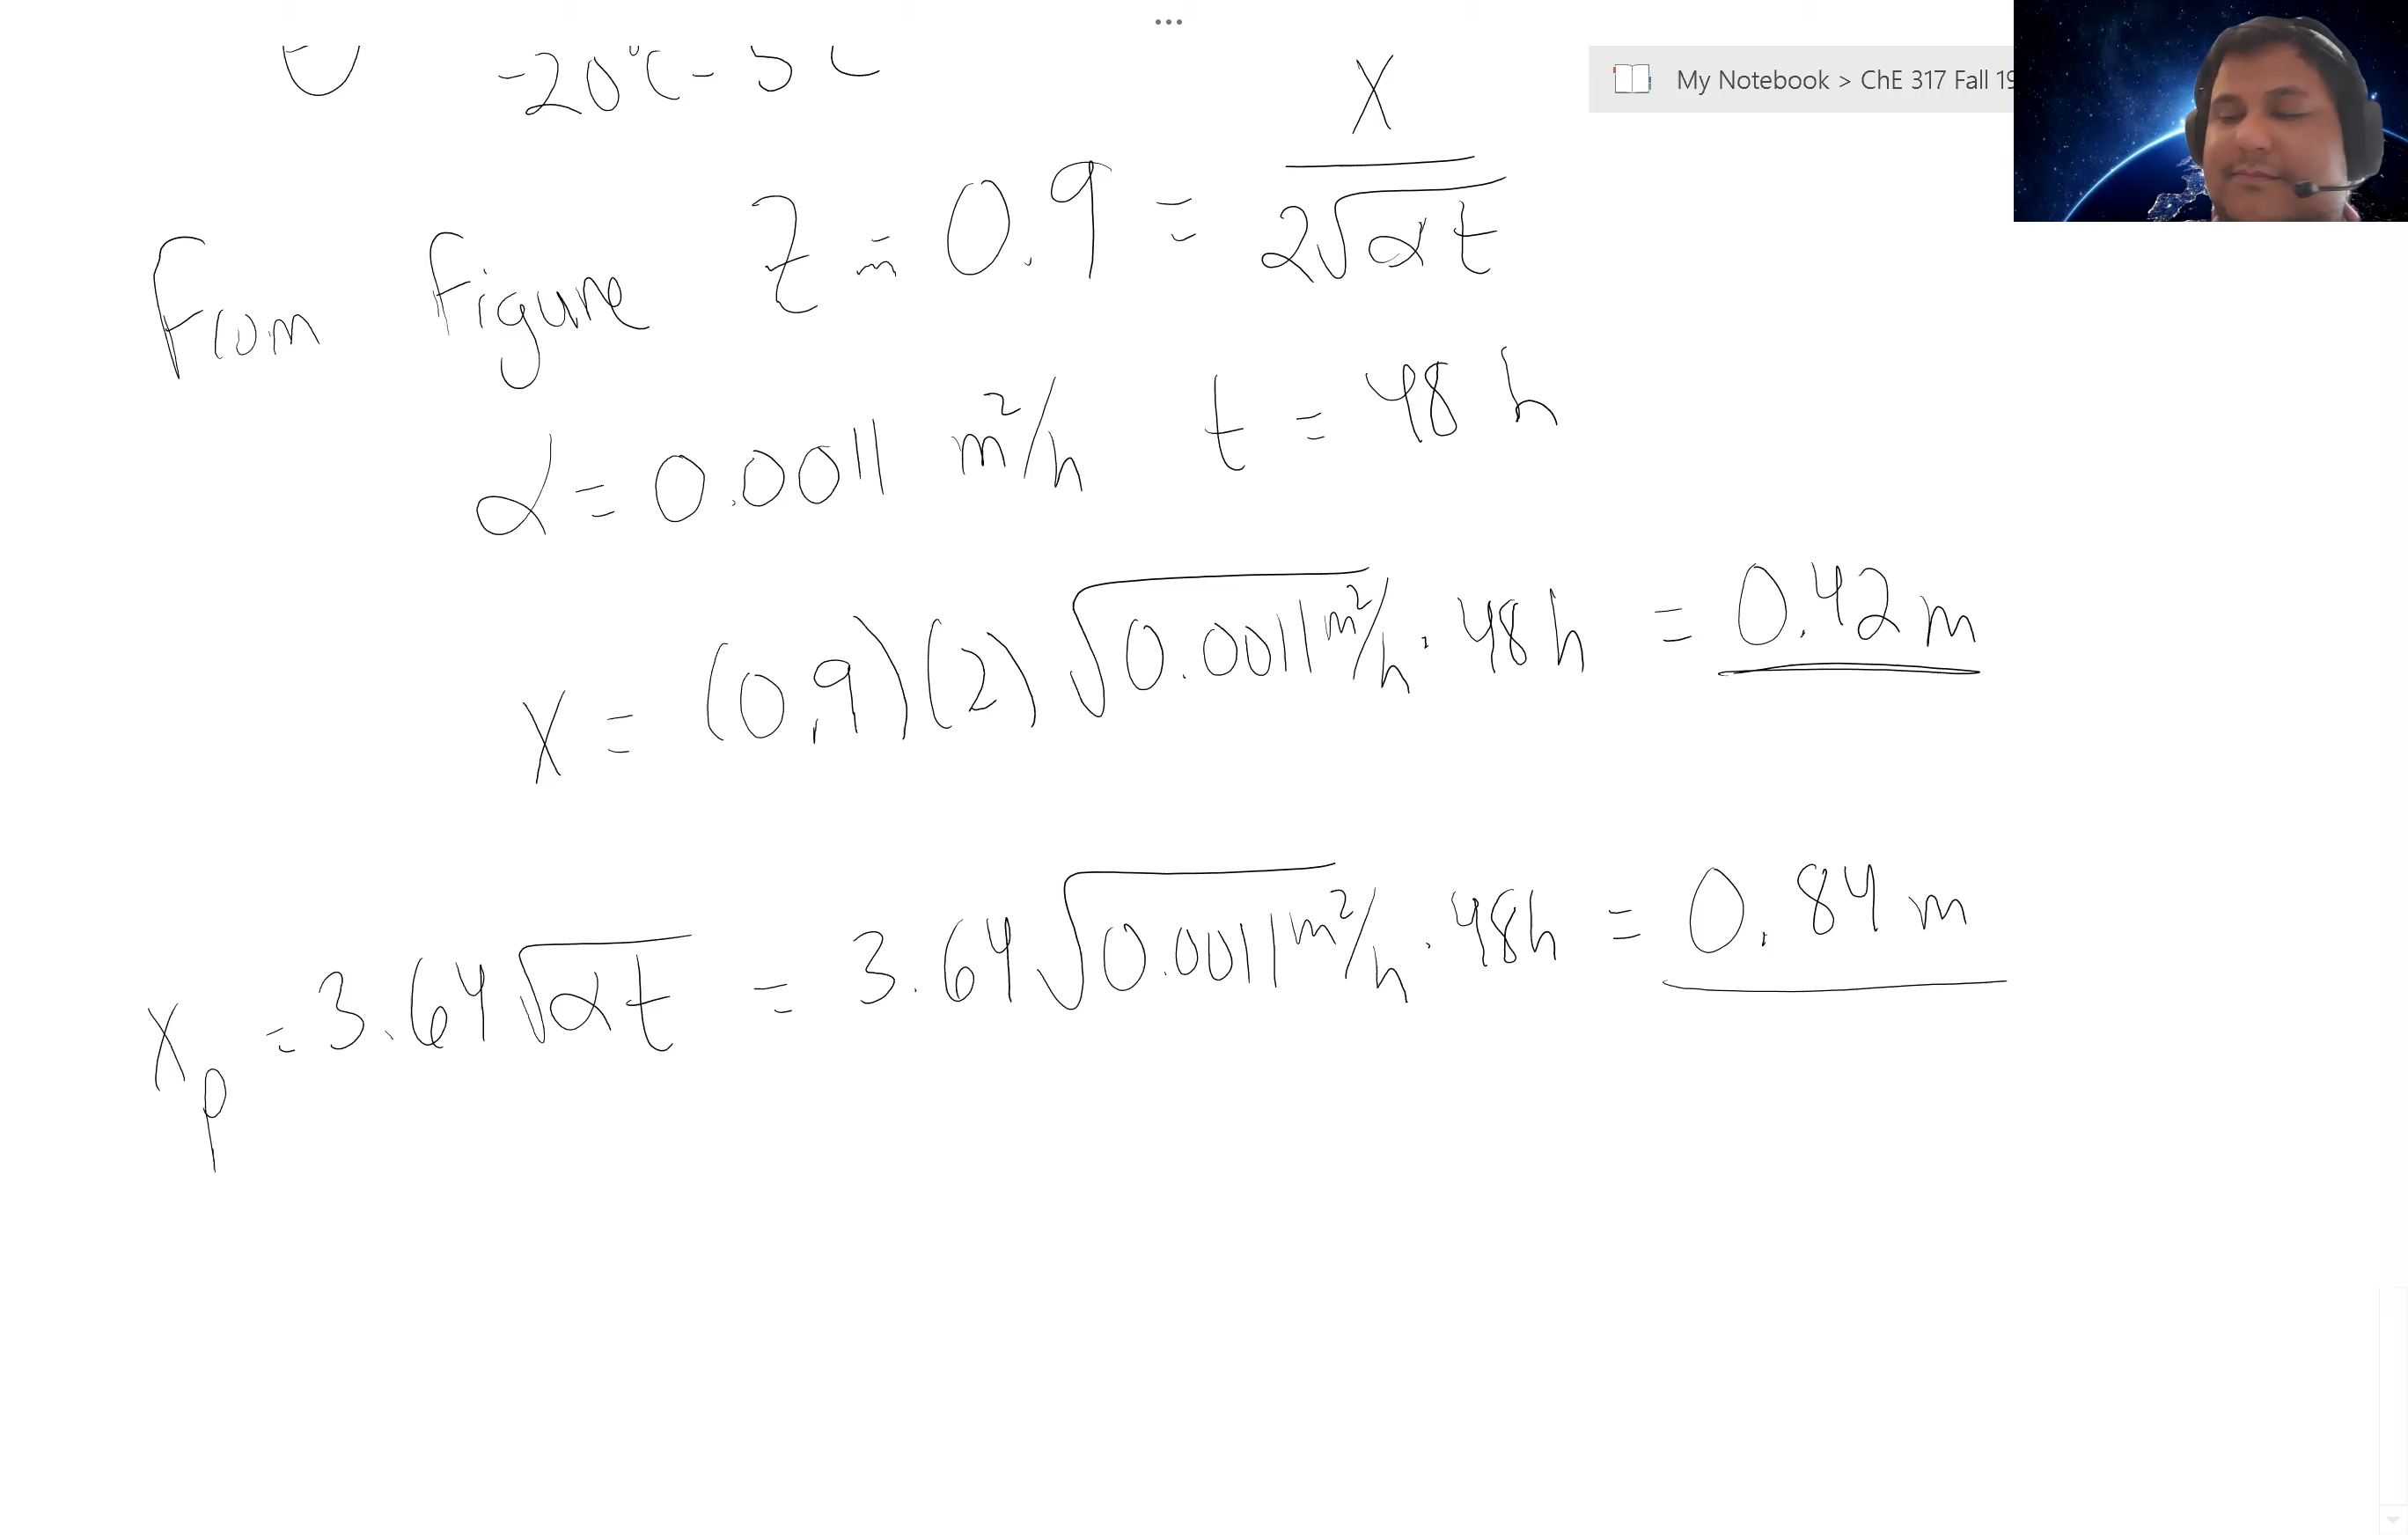 -20°C - 5
My Notebook > ChE 317 Fall 19
From figure Z = 0.9 = x / 2√αt
α = 0.0011 m²/h t = 48 h
x = (0.9)(2)√0.0011 m²/h · 48 h = 0.42 m
xp = 3.64√αt = 3.64√0.0011 m²/h · 48h = 0.84 m